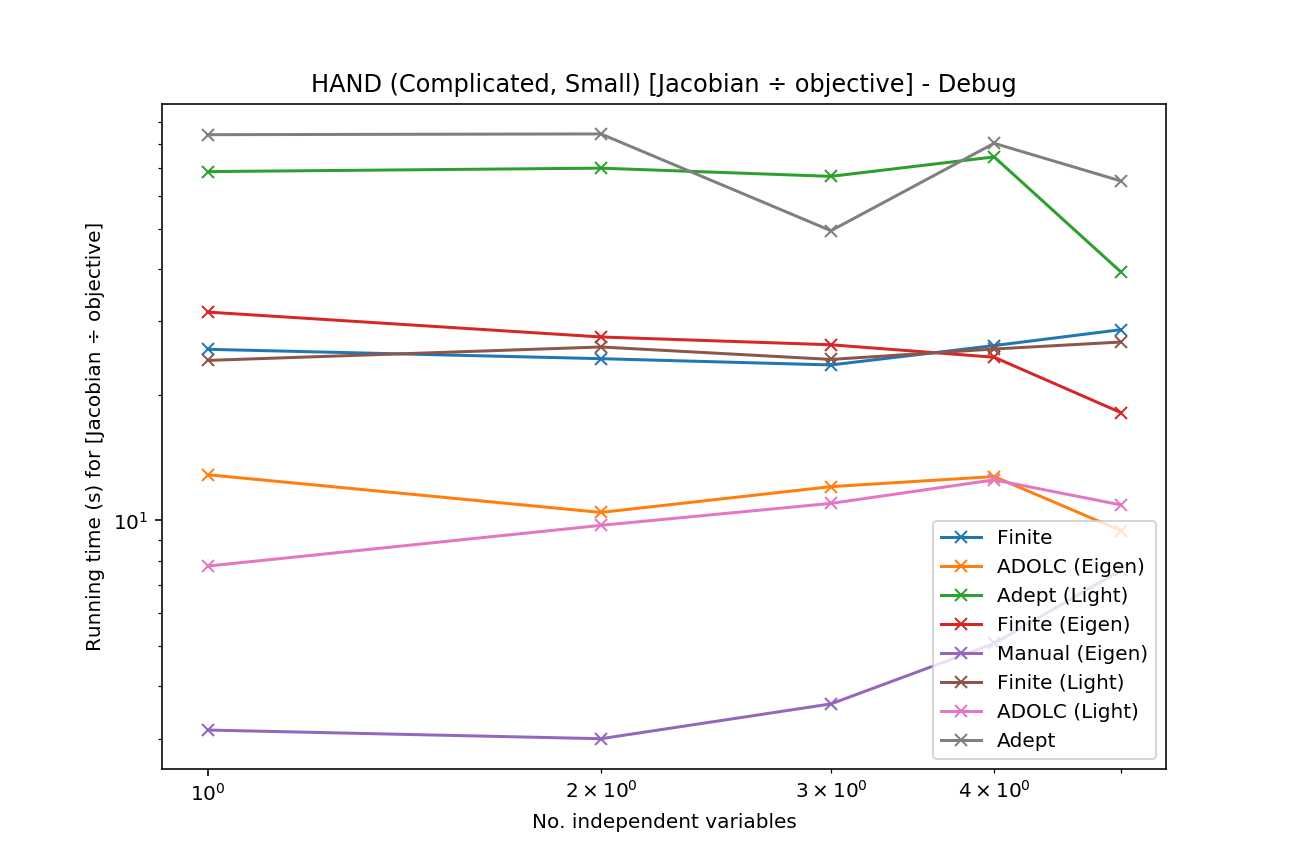 HAND (Complicated, Small) [Jacobian ÷ objective] - Debug
Running time (s) for [Jacobian ÷ objective]
10¹
Finite
ADOLC (Eigen)
Adept (Light)
Finite (Eigen)
Manual (Eigen)
Finite (Light)
ADOLC (Light)
Adept
10⁰ 2 × 10⁰ 3 × 10⁰ 4 × 10⁰
No. independent variables